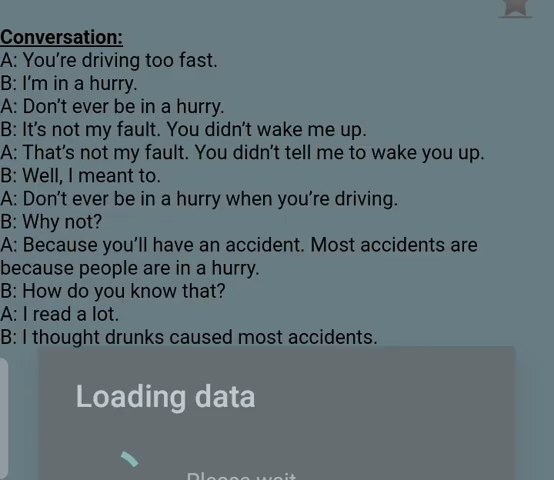 Conversation:
A: You're driving too fast.
B: I'm in a hurry.
A: Don't ever be in a hurry.
B: It's not my fault. You didn't wake me up.
A: That's not my fault. You didn't tell me to wake you up.
B: Well, I meant to.
A: Don't ever be in a hurry when you're driving.
B: Why not?
A: Because you'll have an accident. Most accidents are
because people are in a hurry.
B: How do you know that?
A: I read a lot.
B: I thought drunks caused most accidents.
Loading data
Please wait